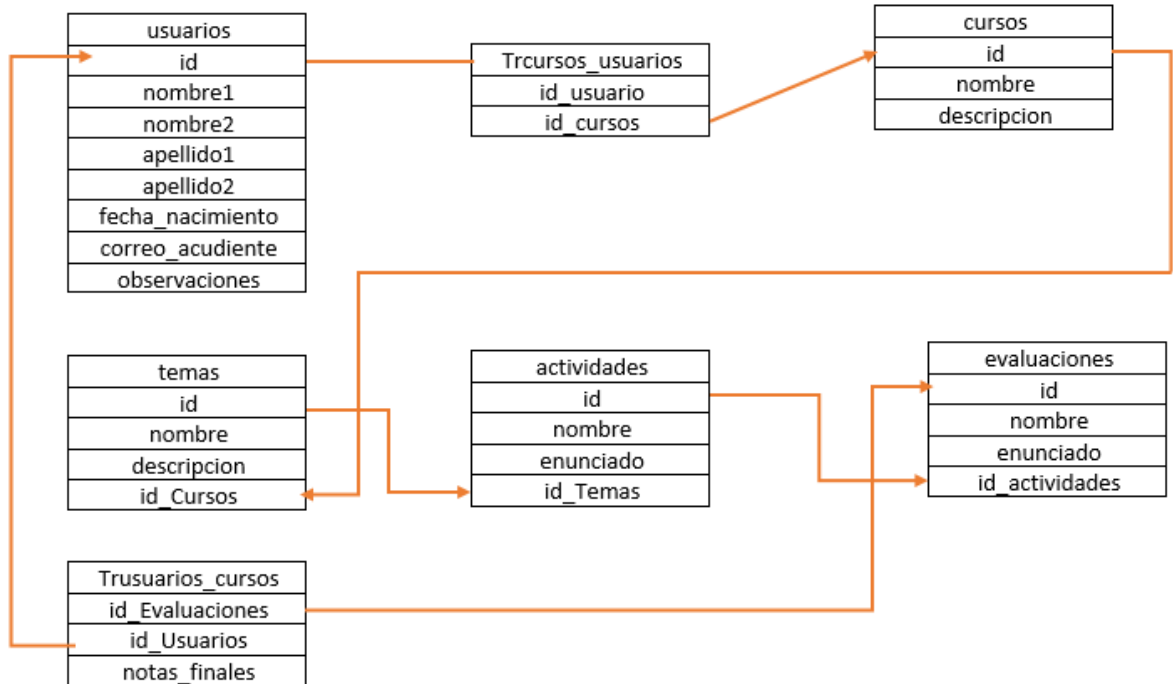 usuarios
id
nombre1
nombre2
apellido1
apellido2
fecha_nacimiento
correo_acudiente
observaciones
Trcursos_usuarios
id_usuario
id_cursos
cursos
id
nombre
descripcion
temas
id
nombre
descripcion
id_Cursos
actividades
id
nombre
enunciado
id_Temas
evaluaciones
id
nombre
enunciado
id_actividades
Trusuarios_cursos
id_Evaluaciones
id_Usuarios
notas_finales